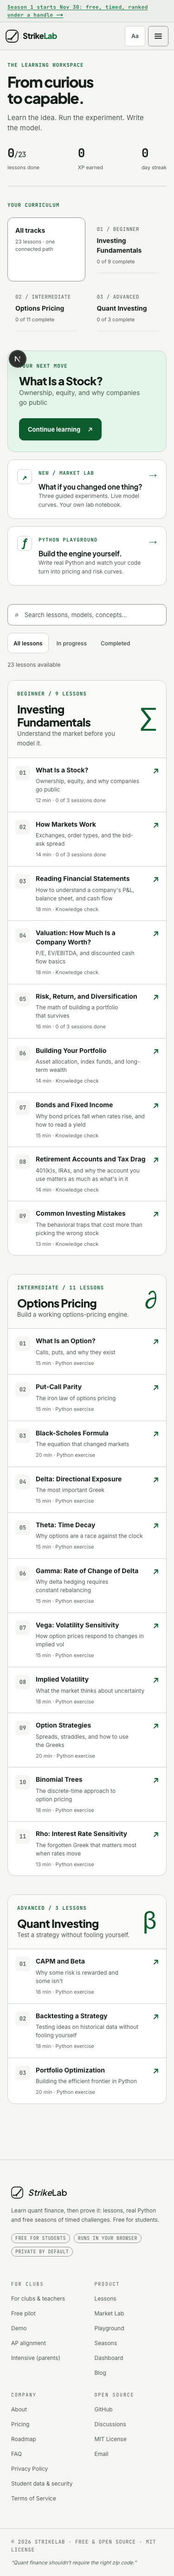 Season 1 starts Nov 30: free, timed, ranked
under a handle →
StrikeLab
Aa
THE LEARNING WORKSPACE
From curious
to capable.
Learn the idea. Run the experiment. Write
the model.
0/23
0
0
lessons done
XP earned
day streak
YOUR CURRICULUM
All tracks
23 lessons · one
connected path
01 / BEGINNER
Investing
Fundamentals
0 of 9 complete
02 / INTERMEDIATE
Options Pricing
0 of 11 complete
03 / ADVANCED
Quant Investing
0 of 3 complete
N
YOUR NEXT MOVE
What Is a Stock?
Ownership, equity, and why companies
go public
Continue learning ↗
↗
NEW / MARKET LAB →
What if you changed one thing?
Three guided experiments. Live model
curves. Your own lab notebook.
ƒ
PYTHON PLAYGROUND →
Build the engine yourself.
Write real Python and watch your code
turn into pricing and risk curves.
Search lessons, models, concepts...
All lessons
In progress
Completed
23 lessons available
BEGINNER / 9 LESSONS
Investing
Fundamentals
∑
Understand the market before you
model it.
01 What Is a Stock? ↗
Ownership, equity, and why companies
go public
12 min · 0 of 3 sessions done
02 How Markets Work ↗
Exchanges, order types, and the bid-
ask spread
14 min · 0 of 3 sessions done
03 Reading Financial Statements ↗
How to understand a company's P&L,
balance sheet, and cash flow
18 min · Knowledge check
04 Valuation: How Much Is a ↗
Company Worth?
P/E, EV/EBITDA, and discounted cash
flow basics
18 min · Knowledge check
05 Risk, Return, and Diversification ↗
The math of building a portfolio
that survives
16 min · 0 of 3 sessions done
06 Building Your Portfolio ↗
Asset allocation, index funds, and long-
term wealth
14 min · Knowledge check
07 Bonds and Fixed Income ↗
Why bond prices fall when rates rise, and
how to read a yield
15 min · Knowledge check
08 Retirement Accounts and Tax Drag ↗
401(k)s, IRAs, and why the account you
use matters as much as what's in it
14 min · Knowledge check
09 Common Investing Mistakes ↗
The behavioral traps that cost more than
picking the wrong stock
13 min · Knowledge check
INTERMEDIATE / 11 LESSONS
Options Pricing
∂
Build a working options-pricing engine.
01 What Is an Option? ↗
Calls, puts, and why they exist
15 min · Python exercise
02 Put-Call Parity ↗
The iron law of options pricing
15 min · Python exercise
03 Black-Scholes Formula ↗
The equation that changed markets
20 min · Python exercise
04 Delta: Directional Exposure ↗
The most important Greek
15 min · Python exercise
05 Theta: Time Decay ↗
Why options are a race against the clock
15 min · Python exercise
06 Gamma: Rate of Change of Delta ↗
Why delta hedging requires
constant rebalancing
15 min · Python exercise
07 Vega: Volatility Sensitivity ↗
How option prices respond to changes in
implied vol
15 min · Python exercise
08 Implied Volatility ↗
What the market thinks about uncertainty
18 min · Python exercise
09 Option Strategies ↗
Spreads, straddles, and how to use
the Greeks
20 min · Python exercise
10 Binomial Trees ↗
The discrete-time approach to
option pricing
18 min · Python exercise
11 Rho: Interest Rate Sensitivity ↗
The forgotten Greek that matters most
when rates move
13 min · Python exercise
ADVANCED / 3 LESSONS
Quant Investing
β
Test a strategy without fooling yourself.
01 CAPM and Beta ↗
Why some risk is rewarded and
some isn't
16 min · Python exercise
02 Backtesting a Strategy ↗
Testing ideas on historical data without
fooling yourself
18 min · Python exercise
03 Portfolio Optimization ↗
Building the efficient frontier in Python
20 min · Python exercise
StrikeLab
Learn quant finance, then prove it: lessons, real Python
and free seasons of timed challenges. Free for students.
FREE FOR STUDENTS
RUNS IN YOUR BROWSER
PRIVATE BY DEFAULT
FOR CLUBS
For clubs & teachers
Free pilot
Demo
AP alignment
Intensive (parents)
PRODUCT
Lessons
Market Lab
Playground
Seasons
Dashboard
Blog
COMPANY
About
Pricing
Roadmap
FAQ
Privacy Policy
Student data & security
Terms of Service
OPEN SOURCE
GitHub
Discussions
MIT License
Email
© 2026 STRIKELAB · FREE & OPEN SOURCE · MIT
LICENSE
"Quant finance shouldn't require the right zip code."